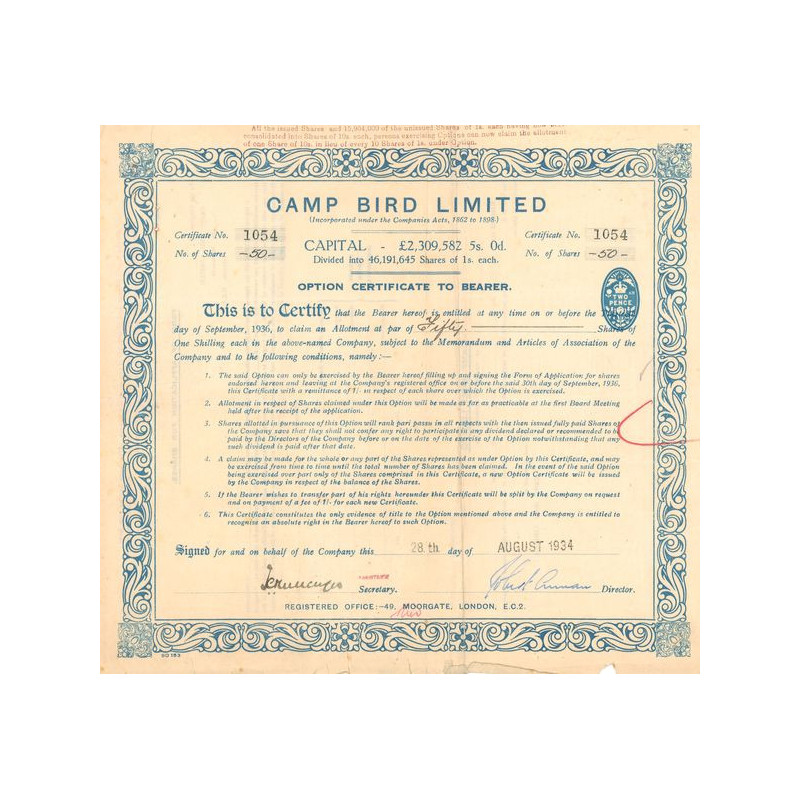 All the issued Shares and 15,804,000 of the unissued Shares of 1s. each having now been
consolidated into Shares of 10s. each, persons exercising Options can now claim the allotment
of one Share of 10s. in lieu of every 10 Shares of 1s. under Option.
CAMP BIRD LIMITED
(Incorporated under the Companies Acts, 1862 to 1898.)
Certificate No. 1054 Certificate No. 1054
CAPITAL - £2,309,582 5s. 0d.
No. of Shares -50- No. of Shares -50-
Divided into 46,191,645 Shares of 1s. each.
OPTION CERTIFICATE TO BEARER.
TWO PENCE
This is to Certify that the Bearer hereof is entitled at any time on or before the
day of September, 1936, to claim an Allotment at par of Fifty Shares of
One Shilling each in the above-named Company, subject to the Memorandum and Articles of Association of the
Company and to the following conditions, namely:—
1. The said Option can only be exercised by the Bearer hereof filling up and signing the Form of Application for shares
endorsed hereon and leaving at the Company's registered office on or before the said 30th day of September, 1936,
this Certificate with a remittance of 1/- in respect of each share over which the Option is exercised.
2. Allotment in respect of Shares claimed under this Option will be made as far as practicable at the first Board Meeting
held after the receipt of the application.
3. Shares allotted in pursuance of this Option will rank pari passu in all respects with the then issued fully paid Shares of
the Company save that they shall not confer any right to participate in any dividend declared or recommended to be
paid by the Directors of the Company before or on the date of the exercise of the Option notwithstanding that any
such dividend is paid after that date.
4. A claim may be made for the whole or any part of the Shares represented as under Option by this Certificate, and may
be exercised from time to time until the total number of Shares has been claimed. In the event of the said Option
being exercised over part only of the Shares comprised in this Certificate, a new Option Certificate will be issued
by the Company in respect of the balance of the Shares.
5. If the Bearer wishes to transfer part of his rights hereunder this Certificate will be split by the Company on request
and on payment of a fee of 1/- for each new Certificate.
6. This Certificate constitutes the only evidence of title to the Option mentioned above and the Company is entitled to
recognise an absolute right in the Bearer hereof to such Option.
Signed for and on behalf of the Company this 28.th day of AUGUST 1934
Secretary. Director.
REGISTERED OFFICE:—49, MOORGATE, LONDON, E.C.2.